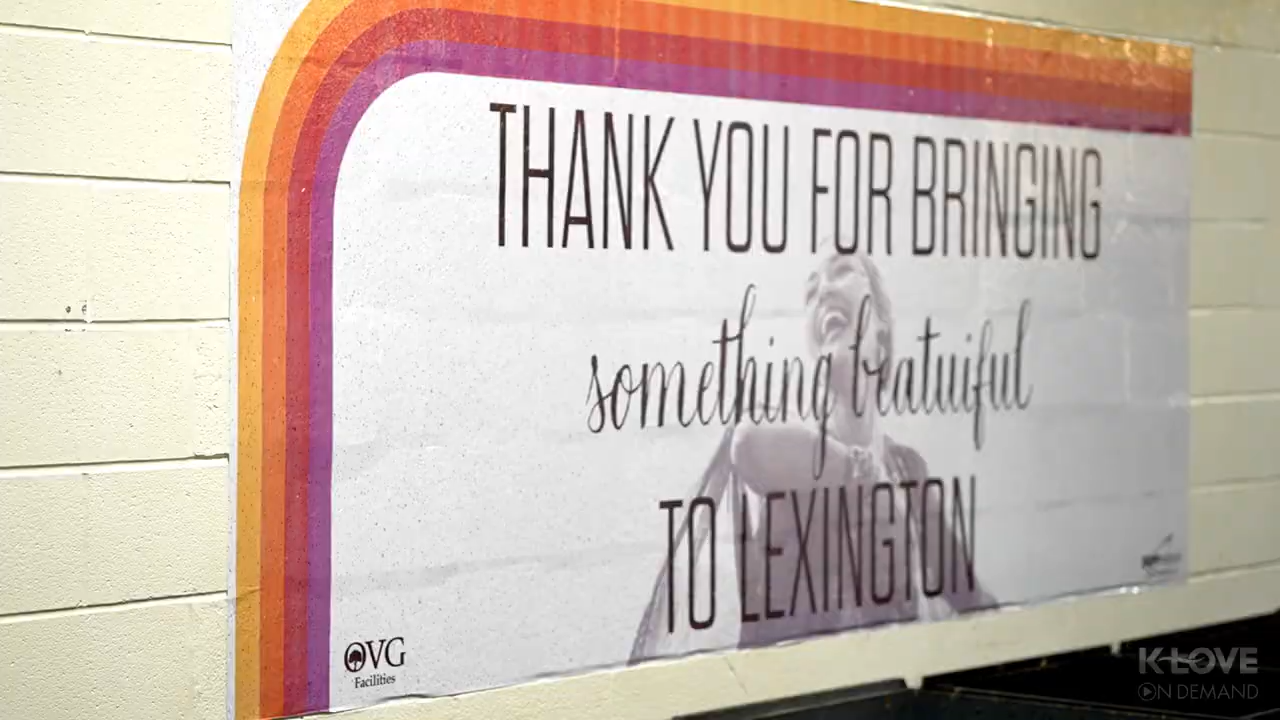 THANK YOU FOR BRINGING
something beatuiful
TO LEXINGTON
OVG
Facilities
K-LOVE
ON DEMAND